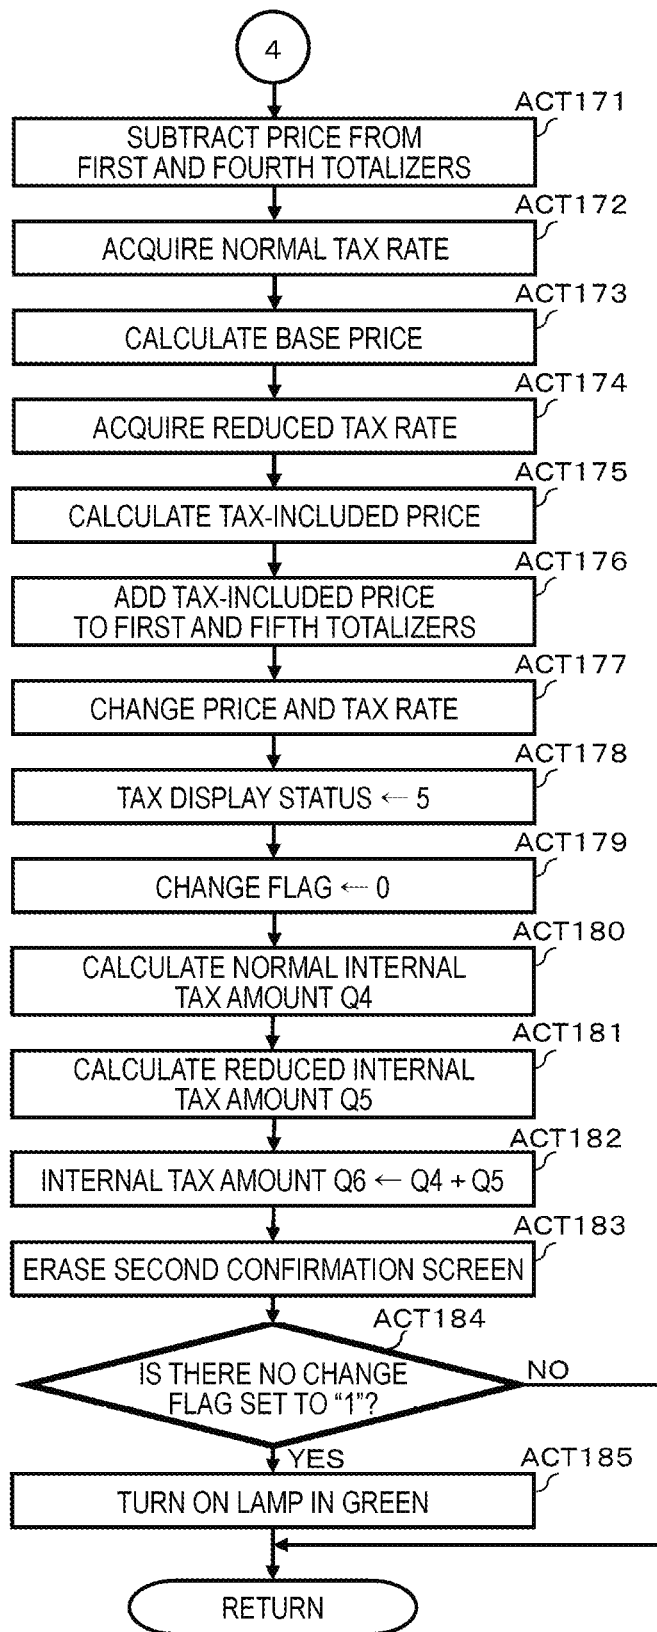 4
ACT171
SUBTRACT PRICE FROM
FIRST AND FOURTH TOTALIZERS
ACT172
ACQUIRE NORMAL TAX RATE
ACT173
CALCULATE BASE PRICE
ACT174
ACQUIRE REDUCED TAX RATE
ACT175
CALCULATE TAX-INCLUDED PRICE
ACT176
ADD TAX-INCLUDED PRICE
TO FIRST AND FIFTH TOTALIZERS
ACT177
CHANGE PRICE AND TAX RATE
ACT178
TAX DISPLAY STATUS ← 5
ACT179
CHANGE FLAG ← 0
ACT180
CALCULATE NORMAL INTERNAL
TAX AMOUNT Q4
ACT181
CALCULATE REDUCED INTERNAL
TAX AMOUNT Q5
ACT182
INTERNAL TAX AMOUNT Q6 ← Q4 + Q5
ACT183
ERASE SECOND CONFIRMATION SCREEN
ACT184
IS THERE NO CHANGE
FLAG SET TO “1”?
NO
YES
ACT185
TURN ON LAMP IN GREEN
RETURN